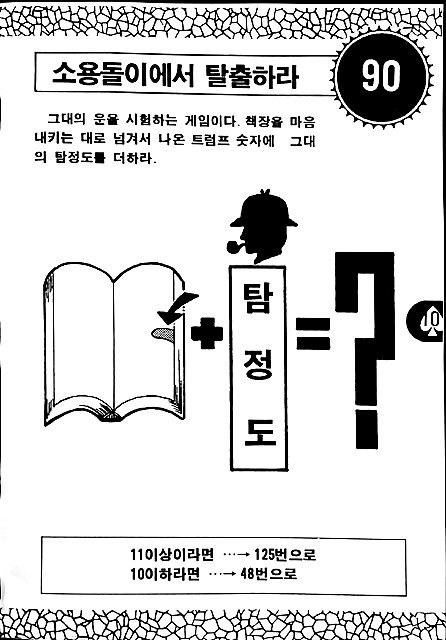 소용돌이에서 탈출하라
90
그대의 운을 시험하는 게임이다. 책장을 마음
내키는 대로 넘겨서 나온 트럼프 숫자에 그대
의 탐정도를 더하라.
+
탐
정
도
=
?
10
11이상이라면 ···→ 125번으로
10이하라면 ···→ 48번으로